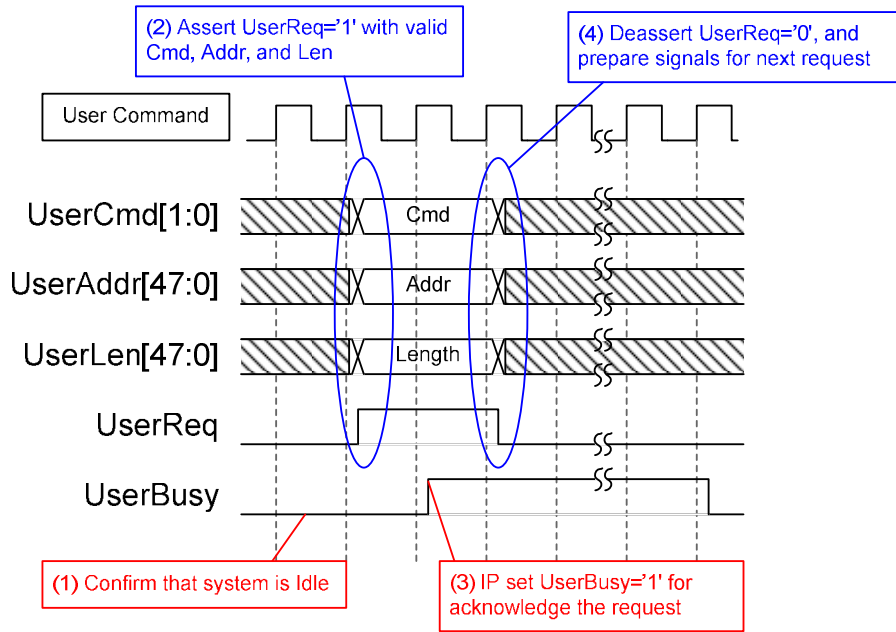 (2) Assert UserReq='1' with valid
Cmd, Addr, and Len
(4) Deassert UserReq='0', and
prepare signals for next request
User Command
UserCmd[1:0]
Cmd
UserAddr[47:0]
Addr
UserLen[47:0]
Length
UserReq
UserBusy
(1) Confirm that system is Idle
(3) IP set UserBusy='1' for
acknowledge the request